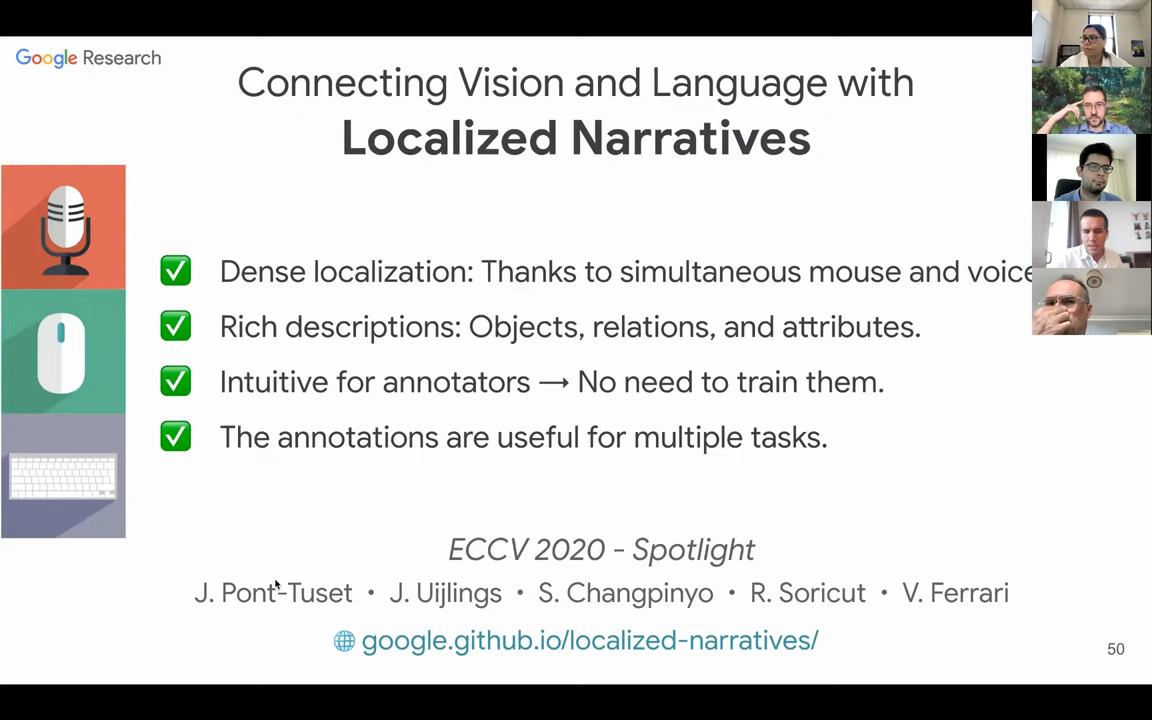 Google Research
Connecting Vision and Language with
Localized Narratives
Dense localization: Thanks to simultaneous mouse and voice
Rich descriptions: Objects, relations, and attributes.
Intuitive for annotators → No need to train them.
The annotations are useful for multiple tasks.
ECCV 2020 - Spotlight
J. Pont-Tuset • J. Uijlings • S. Changpinyo • R. Soricut • V. Ferrari
google.github.io/localized-narratives/
50